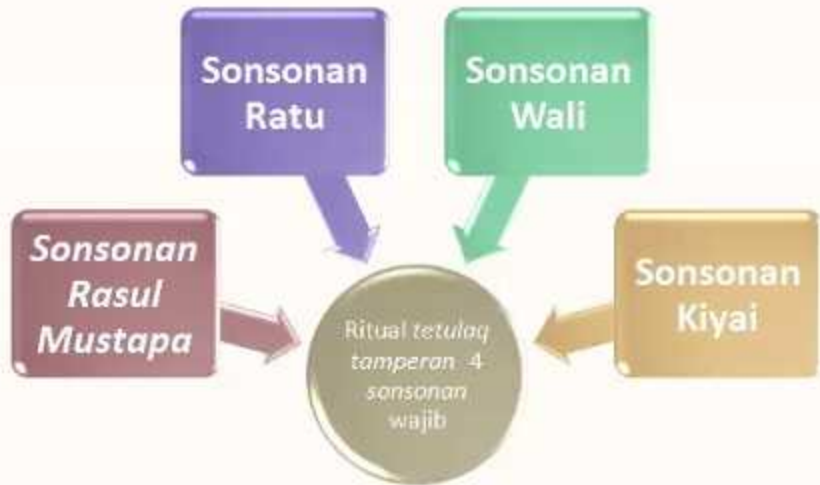 Sonsonan
Ratu
Sonsonan
Wali
Sonsonan
Rasul
Mustapa
Sonsonan
Kiyai
Ritual tetulaq
tamperan 4
sonsonan
wajib